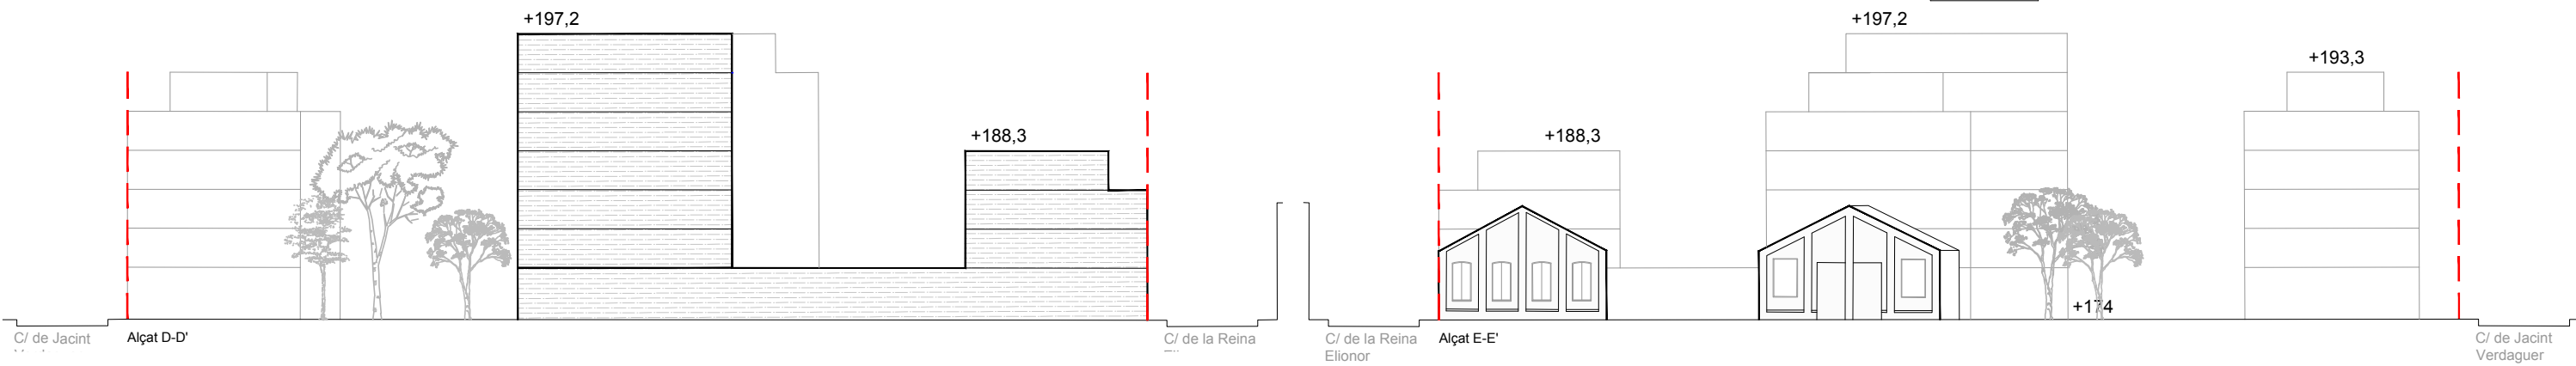 +197,2
+197,2
+193,3
+188,3
+188,3
+174
C/ de Jacint
Alçat D-D'
C/ de la Reina
C/ de la Reina
Elionor
Alçat E-E'
C/ de Jacint
Verdaguer